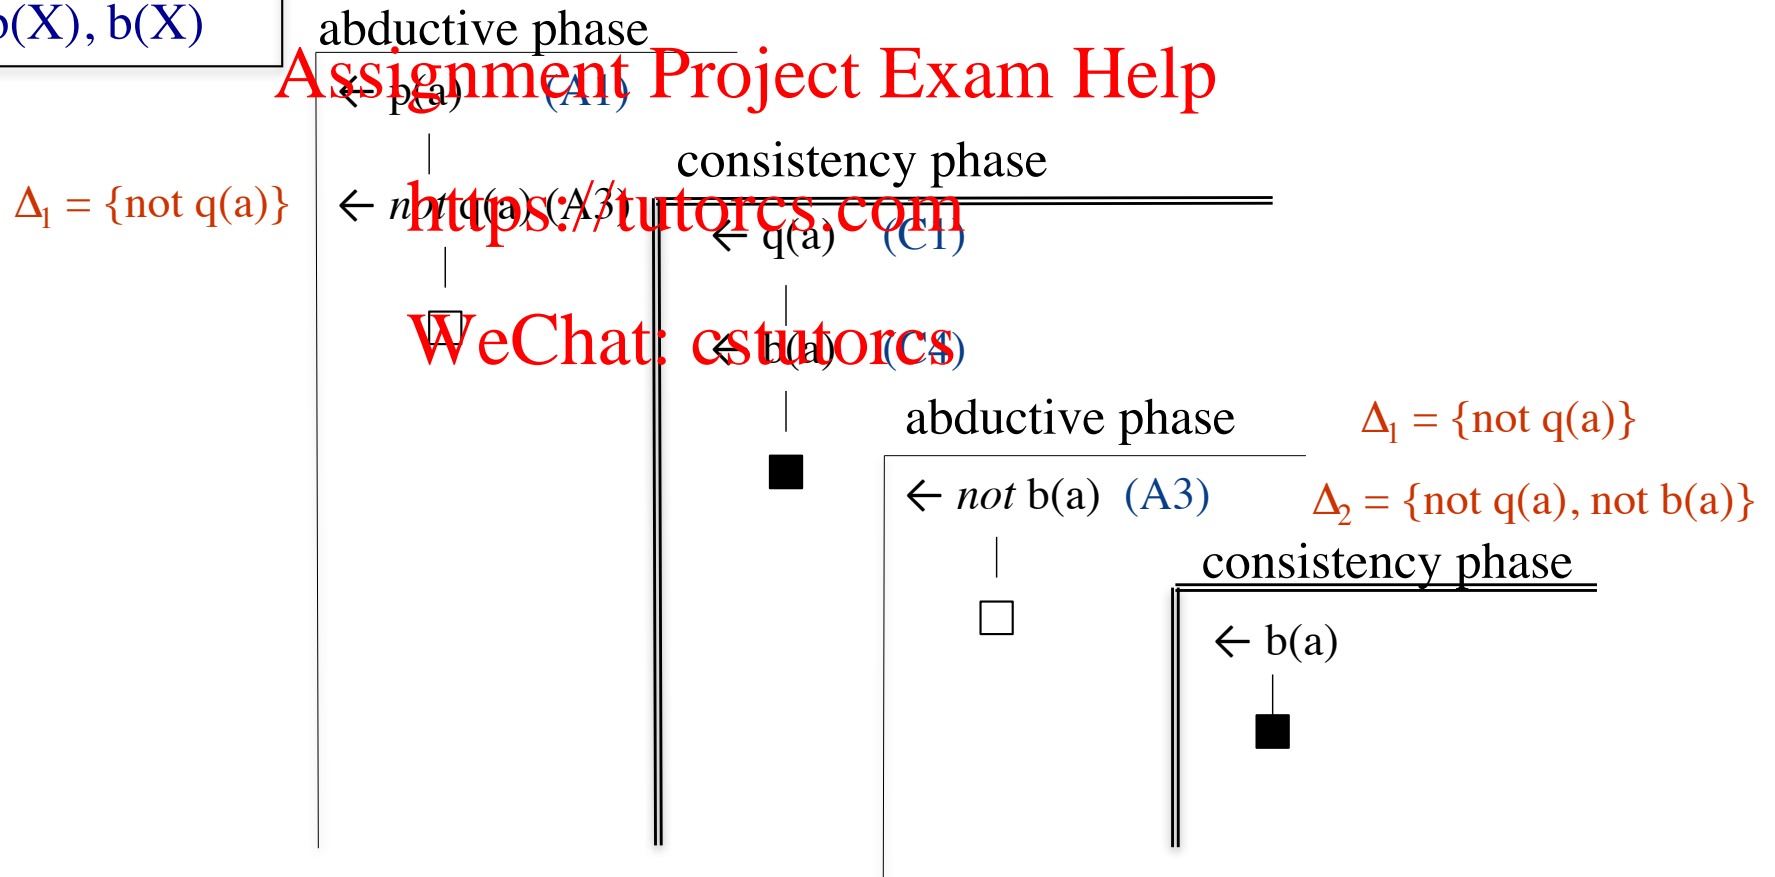 b(X), b(X)
abductive phase
Assignment Project Exam Help
← p(a) (A1)
consistency phase
Δ1 = {not q(a)}
← not q(a) (A3)
https://tutorcs.com
← q(a) (C1)
WeChat: cstutorcs
← b(a) (C4)
abductive phase
Δ1 = {not q(a)}
← not b(a) (A3)
Δ2 = {not q(a), not b(a)}
consistency phase
← b(a)